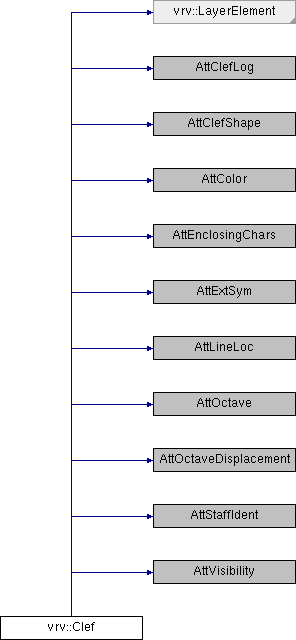 vrv::LayerElement
AttClefLog
AttClefShape
AttColor
AttEnclosingChars
AttExtSym
AttLineLoc
AttOctave
AttOctaveDisplacement
AttStaffIdent
AttVisibility
vrv::Clef